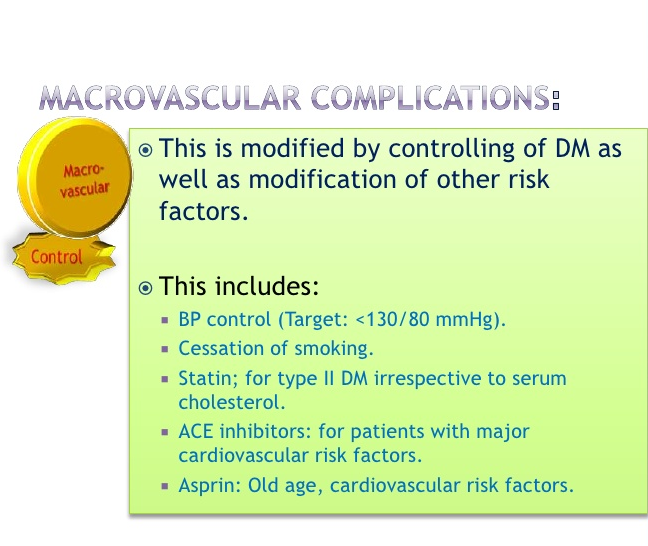 MACROVASCULAR COMPLICATIONS:
Macro-
vascular
Control
This is modified by controlling of DM as
well as modification of other risk
factors.
This includes:
BP control (Target: <130/80 mmHg).
Cessation of smoking.
Statin; for type II DM irrespective to serum
cholesterol.
ACE inhibitors: for patients with major
cardiovascular risk factors.
Asprin: Old age, cardiovascular risk factors.